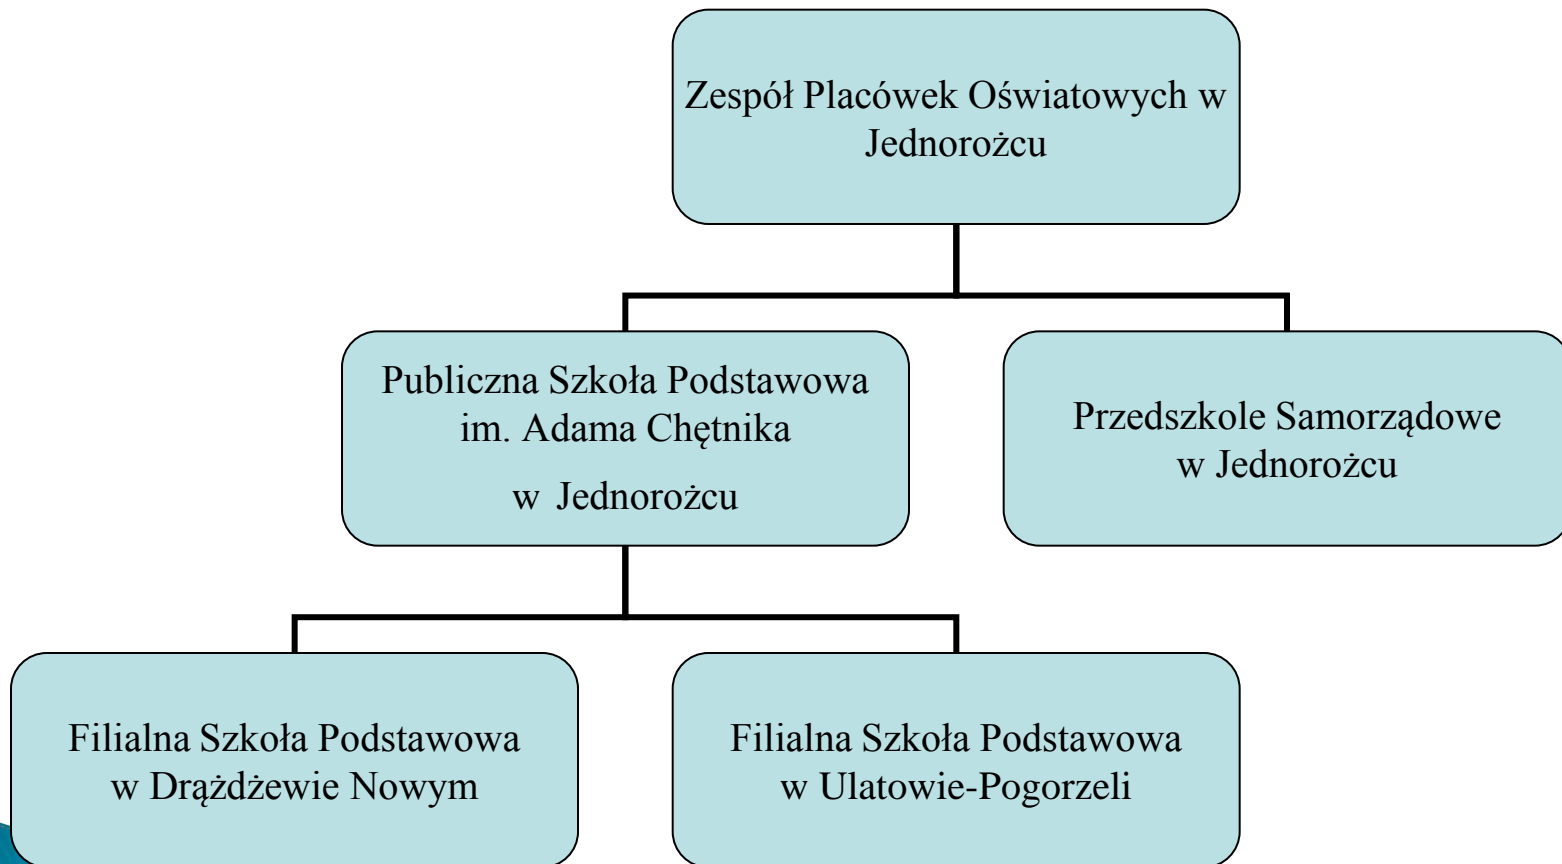 Zespół Placówek Oświatowych w
Jednorożcu
Publiczna Szkoła Podstawowa
im. Adama Chętnika
w Jednorożcu
Przedszkole Samorządowe
w Jednorożcu
Filialna Szkoła Podstawowa
w Drążdżewie Nowym
Filialna Szkoła Podstawowa
w Ulatowie-Pogorzeli